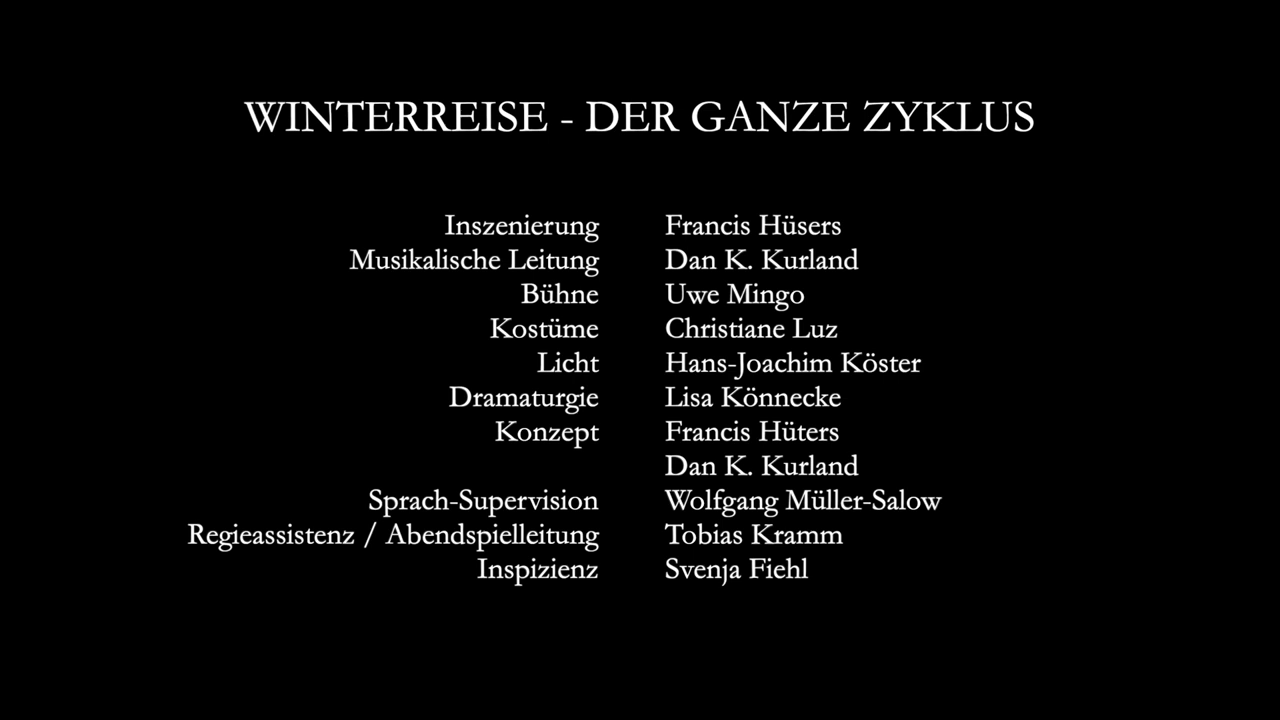 WINTERREISE - DER GANZE ZYKLUS
Inszenierung Francis Hüsers
Musikalische Leitung Dan K. Kurland
Bühne Uwe Mingo
Kostüme Christiane Luz
Licht Hans-Joachim Köster
Dramaturgie Lisa Könnecke
Konzept Francis Hüters
Dan K. Kurland
Sprach-Supervision Wolfgang Müller-Salow
Regieassistenz / Abendspielleitung Tobias Kramm
Inspizienz Svenja Fiehl